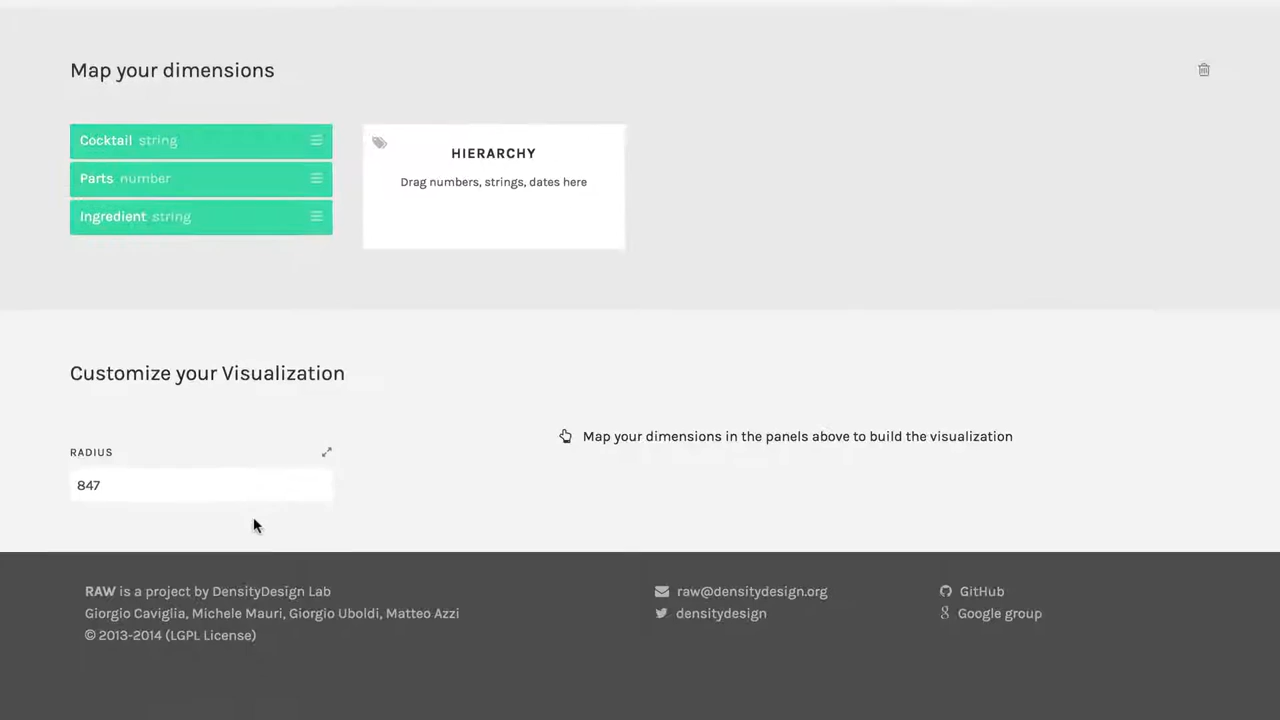 Map your dimensions
Cocktail string
Parts number
Ingredient string
HIERARCHY
Drag numbers, strings, dates here
Customize your Visualization
RADIUS
847
Map your dimensions in the panels above to build the visualization
RAW is a project by DensityDesign Lab
Giorgio Caviglia, Michele Mauri, Giorgio Uboldi, Matteo Azzi
© 2013-2014 (LGPL License)
raw@densitydesign.org
densitydesign
GitHub
Google group